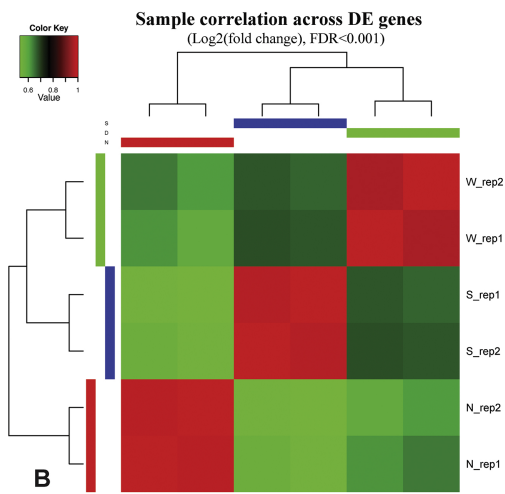 Sample correlation across DE genes
(Log2(fold change), FDR<0.001)
Color Key
0.6 0.8 1
Value
S
D
N
W_rep2
W_rep1
S_rep1
S_rep2
N_rep2
N_rep1
B